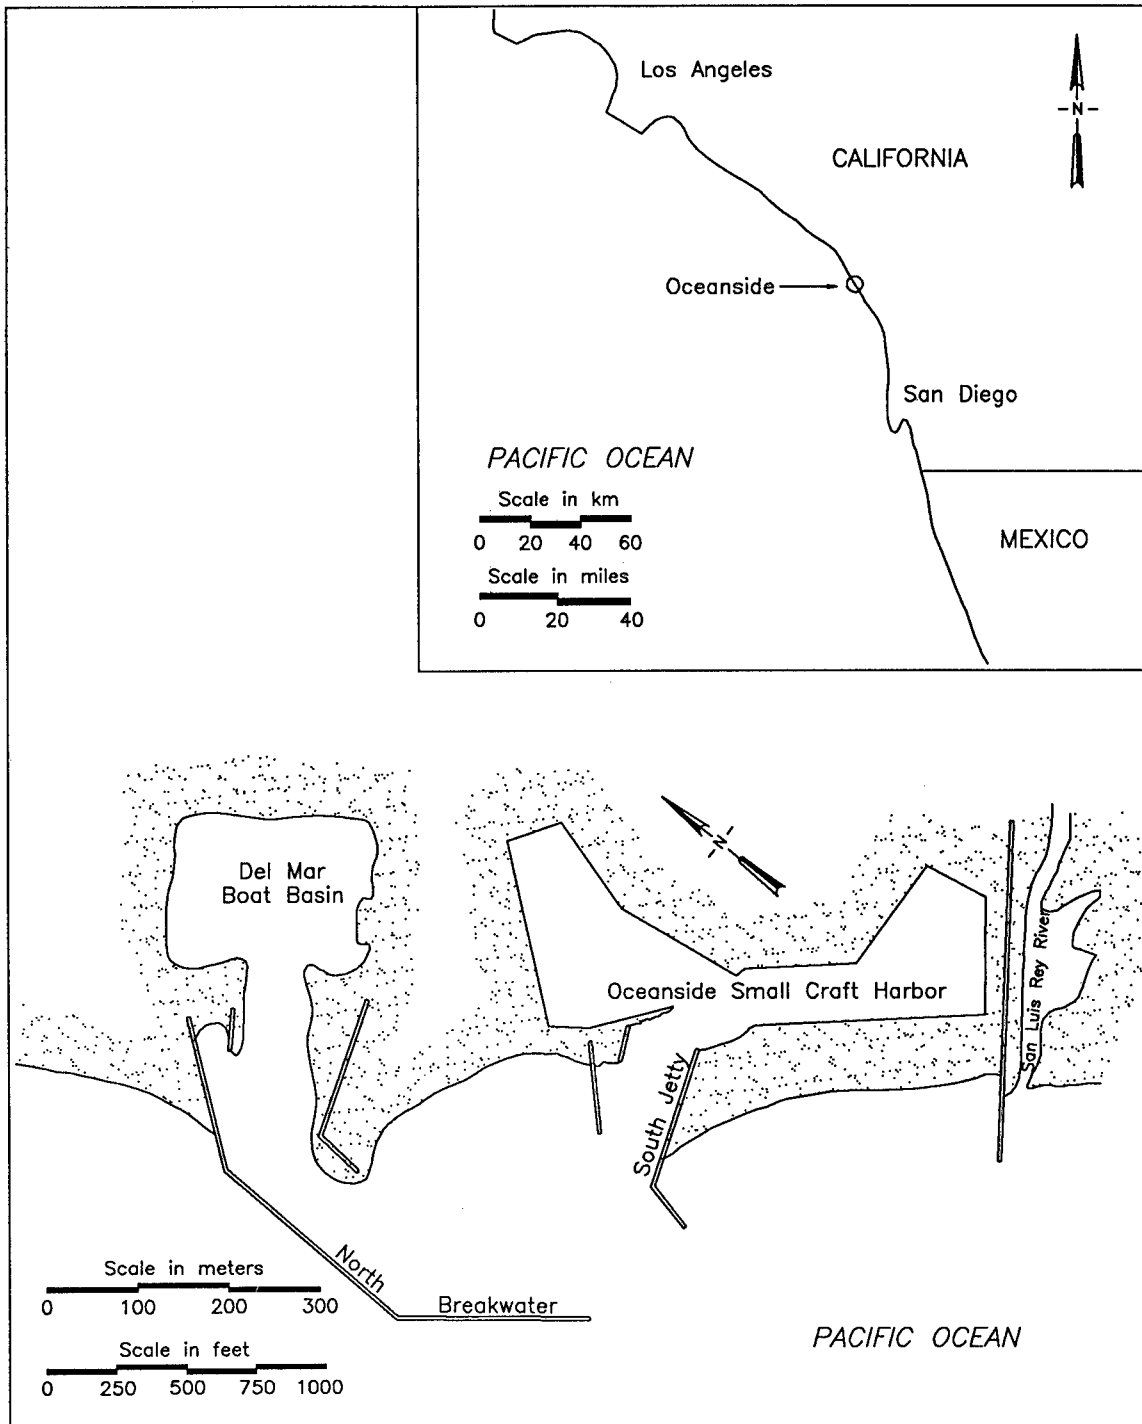 Los Angeles
-N-
CALIFORNIA
Oceanside
San Diego
PACIFIC OCEAN
Scale in km
0 20 40 60
MEXICO
Scale in miles
0 20 40
-N-
Del Mar
Boat Basin
Oceanside Small Craft Harbor
San Luis Rey River
South Jetty
North
Breakwater
Scale in meters
0 100 200 300
PACIFIC OCEAN
Scale in feet
0 250 500 750 1000